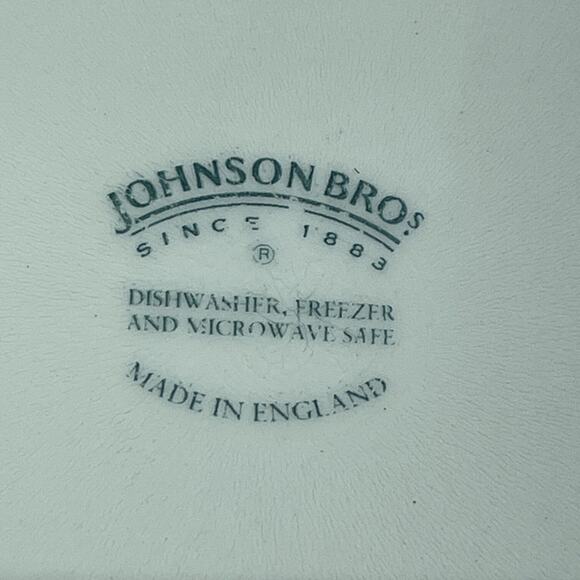 JOHNSON BROS
SINCE 1883
®
DISHWASHER, FREEZER
AND MICROWAVE SAFE
MADE IN ENGLAND